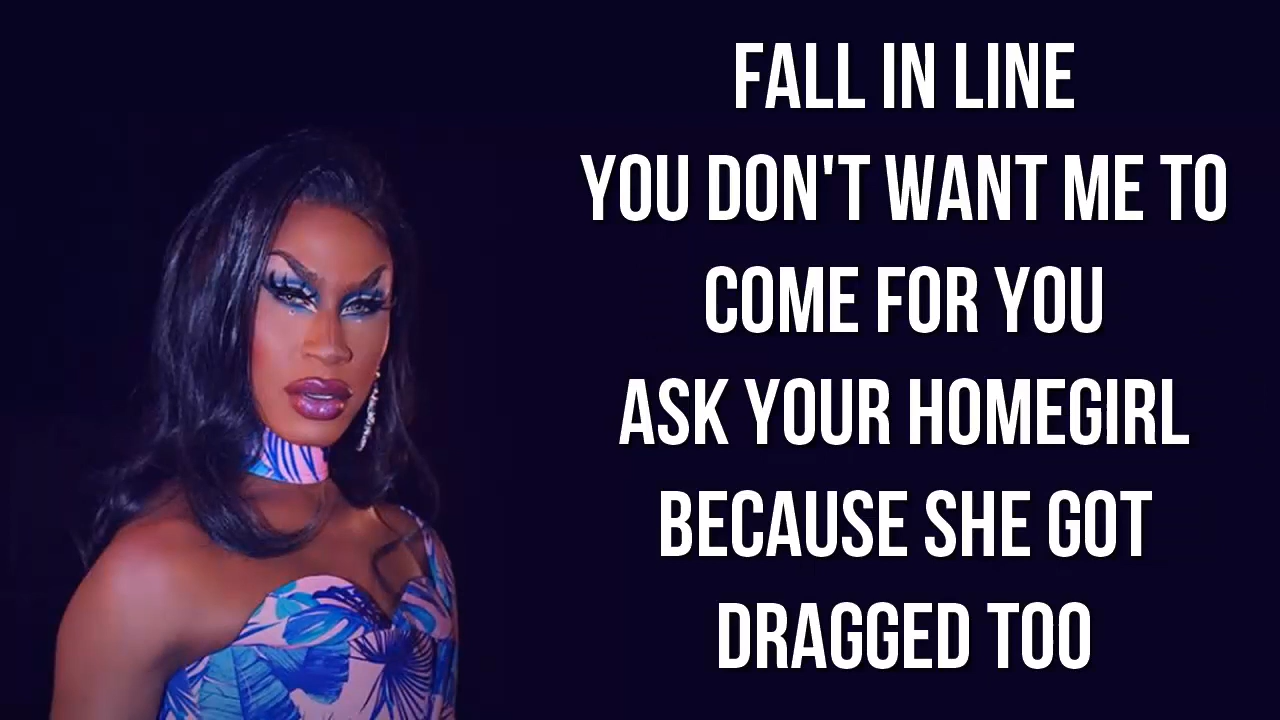 FALL IN LINE
YOU DON'T WANT ME TO
COME FOR YOU
ASK YOUR HOMEGIRL
BECAUSE SHE GOT
DRAGGED TOO